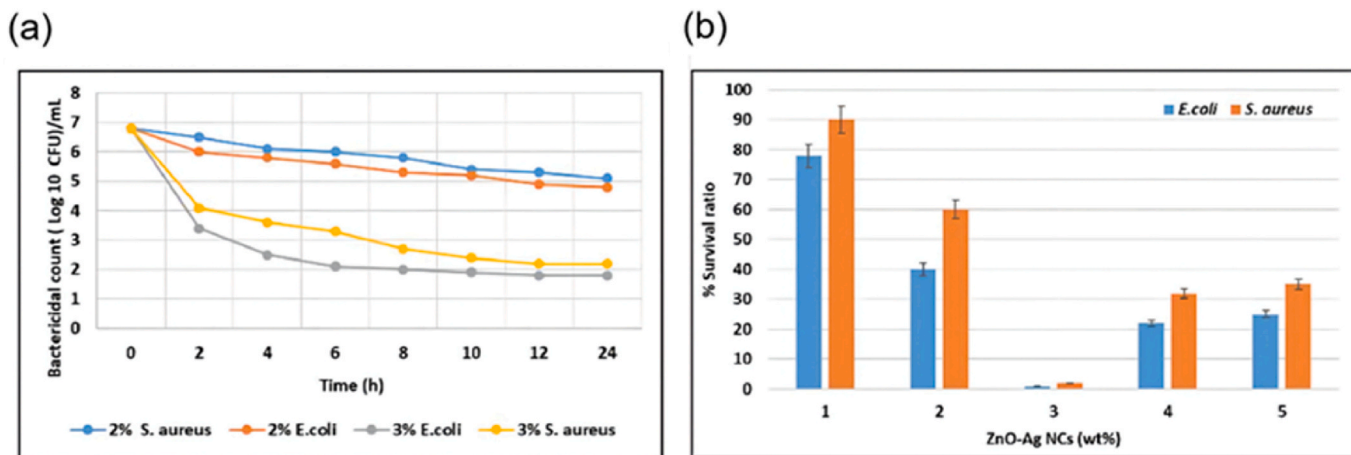 (a)
8
7
6
5
4
3
2
1
0
Bactericidal count ( Log 10 CFU)/mL
0 2 4 6 8 10 12 24
Time (h)
2% S. aureus 2% E.coli 3% E.coli 3% S. aureus
(b)
100
90
80
70
60
50
40
30
20
10
0
% Survival ratio
E.coli S. aureus
1 2 3 4 5
ZnO-Ag NCs (wt%)